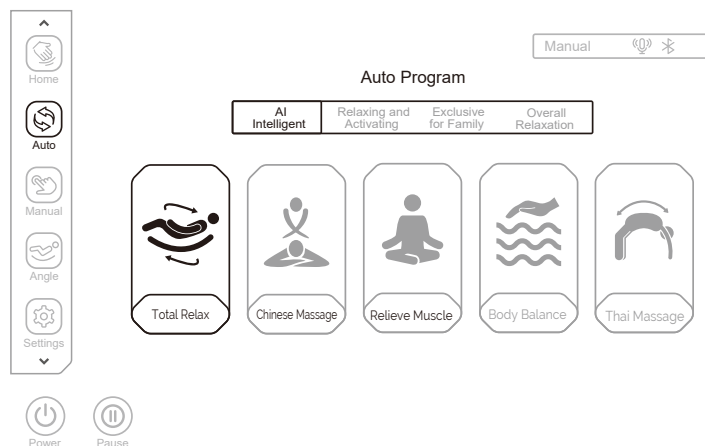 Manual
Auto Program
Home
Auto
Manual
Angle
Settings
AI
Intelligent
Relaxing and
Activating
Exclusive
for Family
Overall
Relaxation
Total Relax
Chinese Massage
Relieve Muscle
Body Balance
Thai Massage
Power
Pause